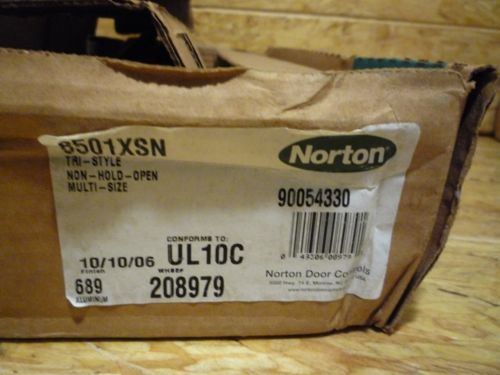 8501XSN
TRI-STYLE
NON-HOLD-OPEN
MULTI-SIZE
Norton
90054330
CONFORMS TO:
10/10/06 UL10C
Finish
689 208979
ALUMINUM
Norton Door Controls